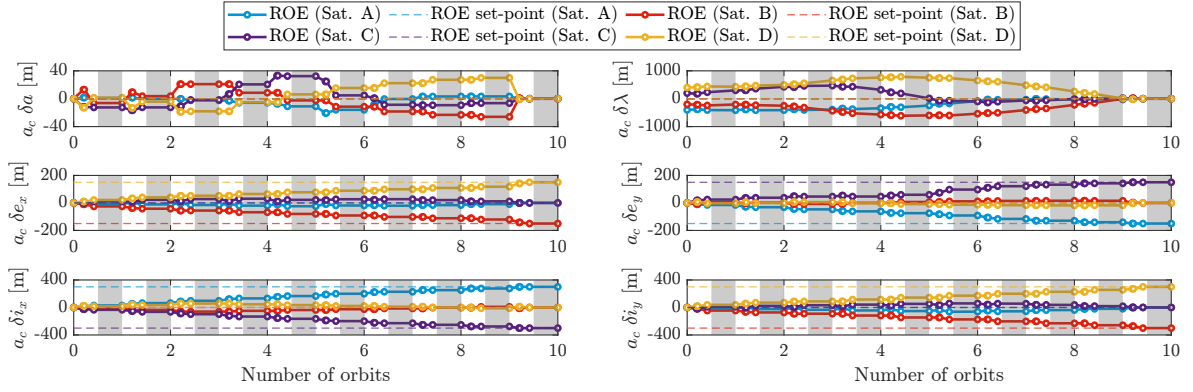 ROE (Sat. A) ROE set-point (Sat. A) ROE (Sat. B) ROE set-point (Sat. B)
ROE (Sat. C) ROE set-point (Sat. C) ROE (Sat. D) ROE set-point (Sat. D)
a_c δa [m]
40
0
-40
0 2 4 6 8 10
a_c δλ [m]
1000
0
-1000
0 2 4 6 8 10
a_c δe_x [m]
200
0
-200
0 2 4 6 8 10
a_c δe_y [m]
200
0
-200
0 2 4 6 8 10
a_c δi_x [m]
400
0
-400
0 2 4 6 8 10
Number of orbits
a_c δi_y [m]
400
0
-400
0 2 4 6 8 10
Number of orbits